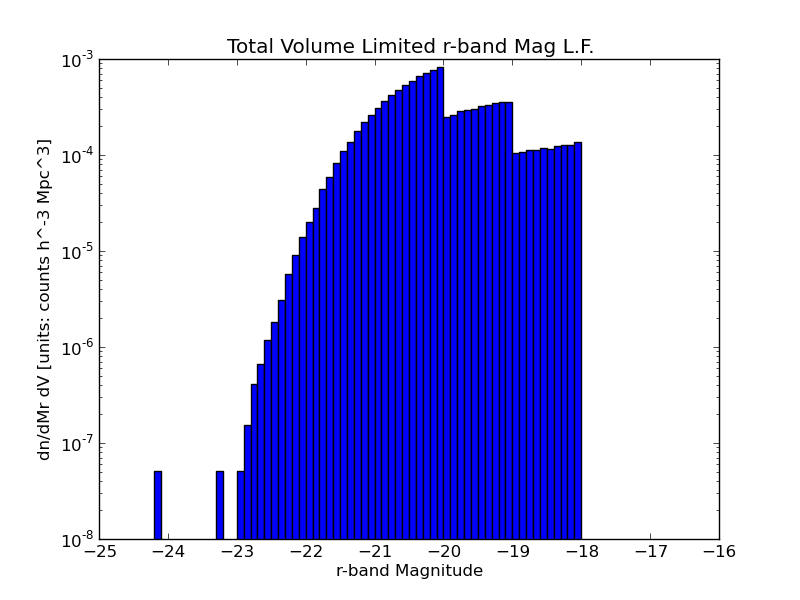 Total Volume Limited r-band Mag L.F.
dn/dMr dV [units: counts h^-3 Mpc^3]
10^-3
10^-4
10^-5
10^-6
10^-7
10^-8
−25 −24 −23 −22 −21 −20 −19 −18 −17 −16
r-band Magnitude